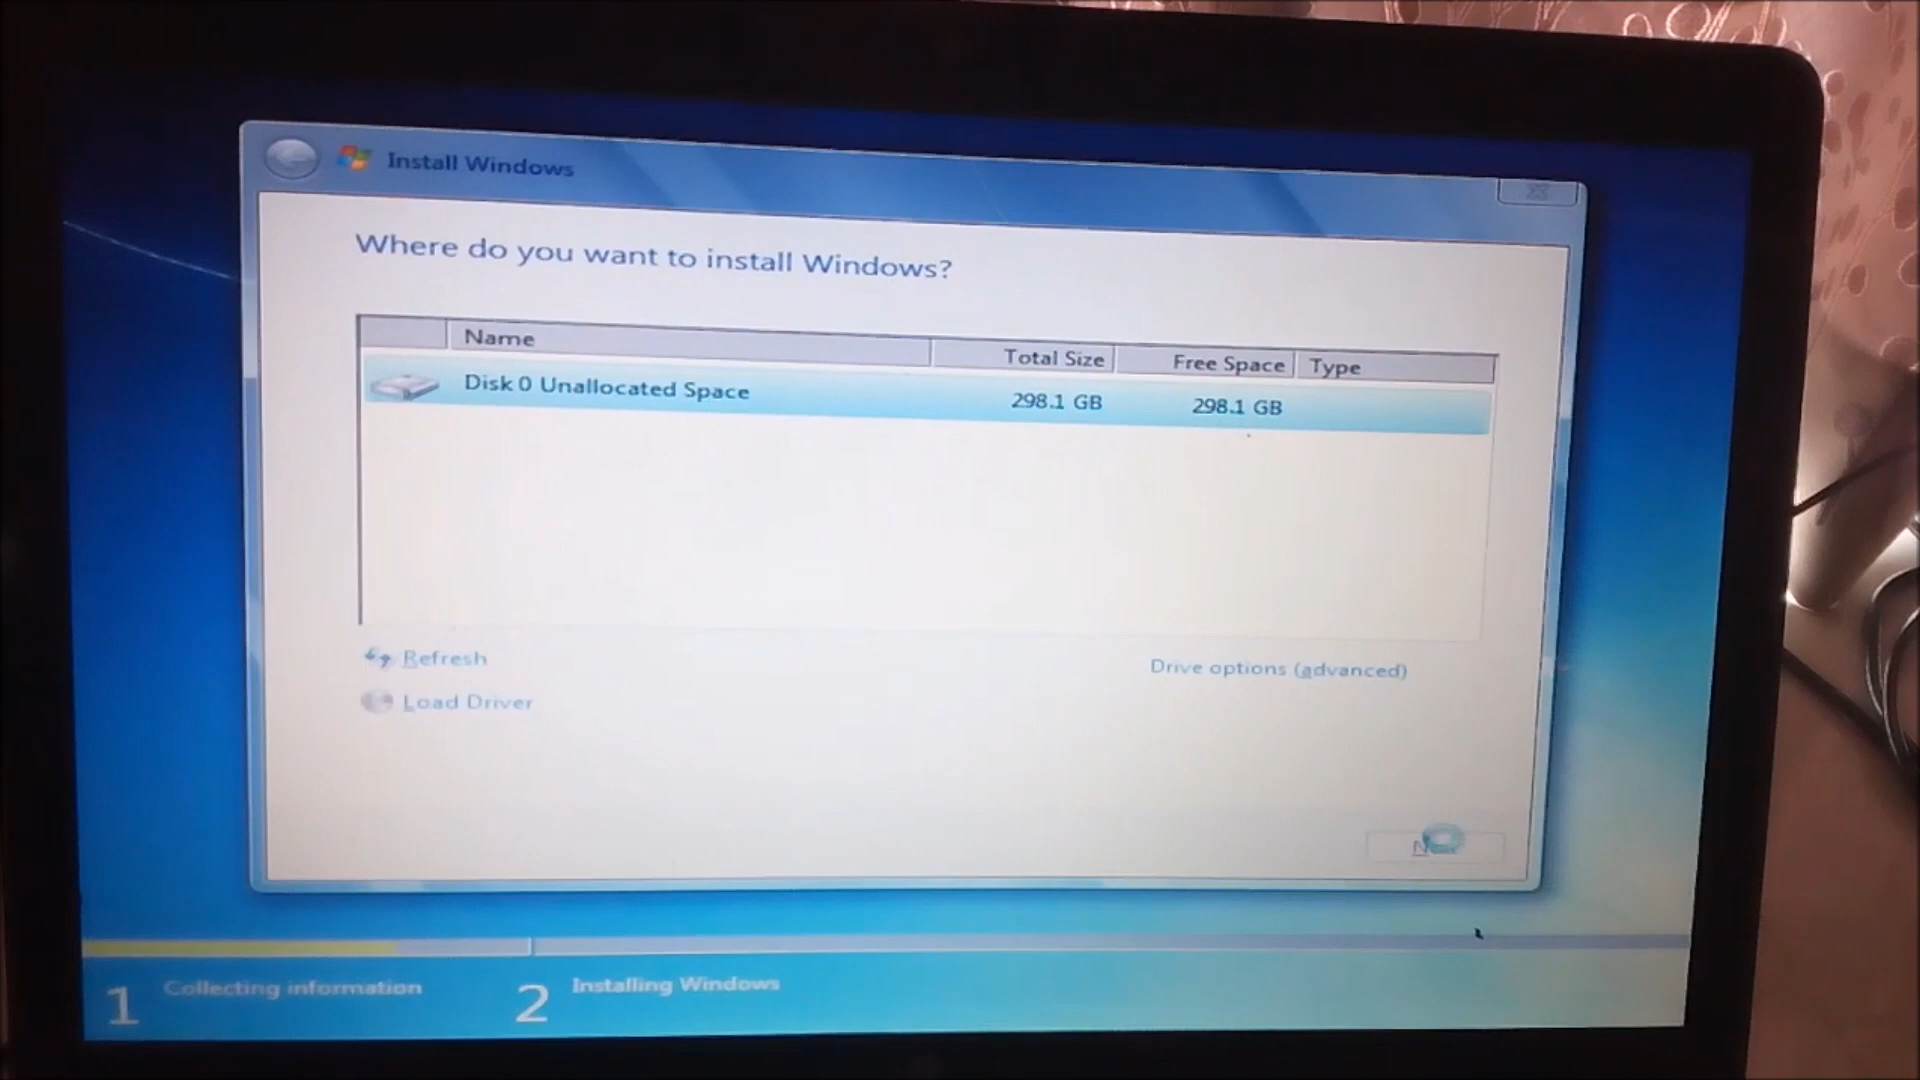 Install Windows
Where do you want to install Windows?
Name Total Size Free Space Type
Disk 0 Unallocated Space 298.1 GB 298.1 GB
Refresh
Drive options (advanced)
Load Driver
1 Collecting information 2 Installing Windows